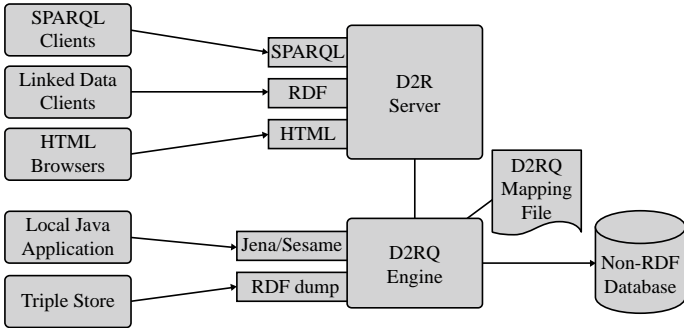 SPARQL
Clients
Linked Data
Clients
HTML
Browsers
SPARQL
RDF
HTML
D2R
Server
D2RQ
Mapping
File
Local Java
Application
Triple Store
Jena/Sesame
RDF dump
D2RQ
Engine
Non-RDF
Database